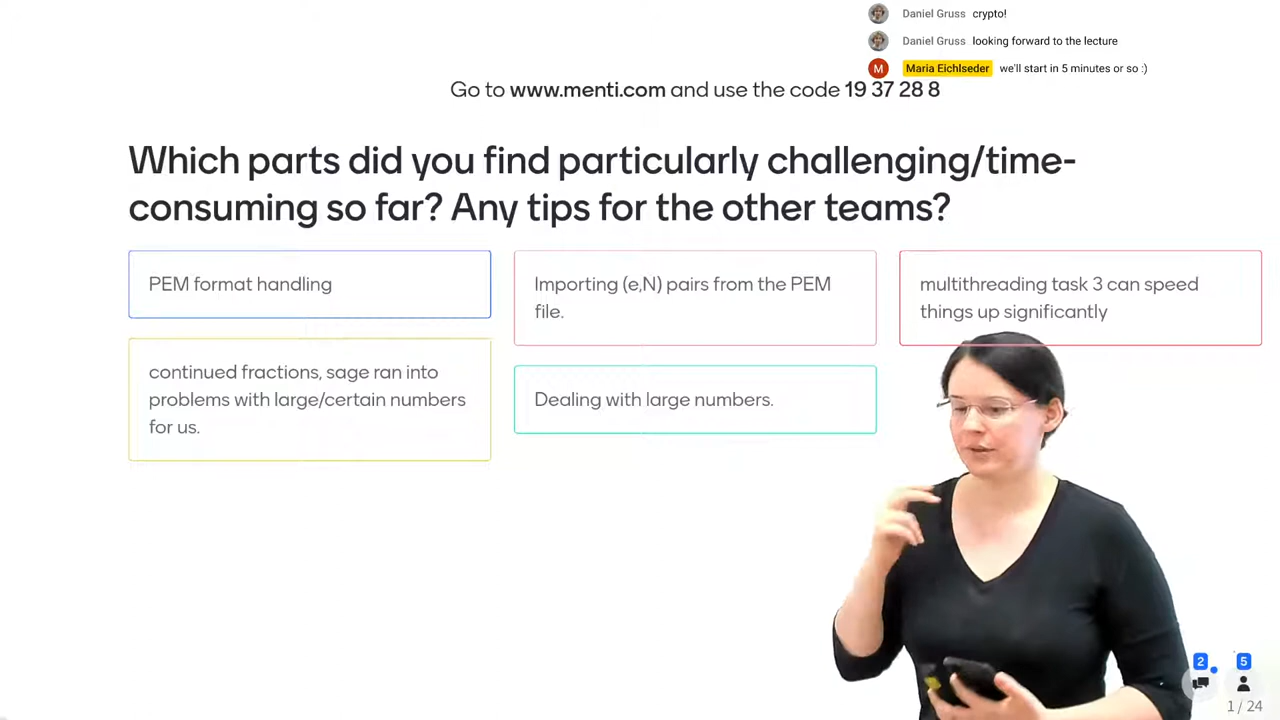 Daniel Gruss crypto!
Daniel Gruss looking forward to the lecture
M Maria Eichlseder we'll start in 5 minutes or so :)
Go to www.menti.com and use the code 19 37 28 8
Which parts did you find particularly challenging/time-
consuming so far? Any tips for the other teams?
PEM format handling
Importing (e,N) pairs from the PEM
file.
multithreading task 3 can speed
things up significantly
continued fractions, sage ran into
problems with large/certain numbers
for us.
Dealing with large numbers.
2
5
1 / 24